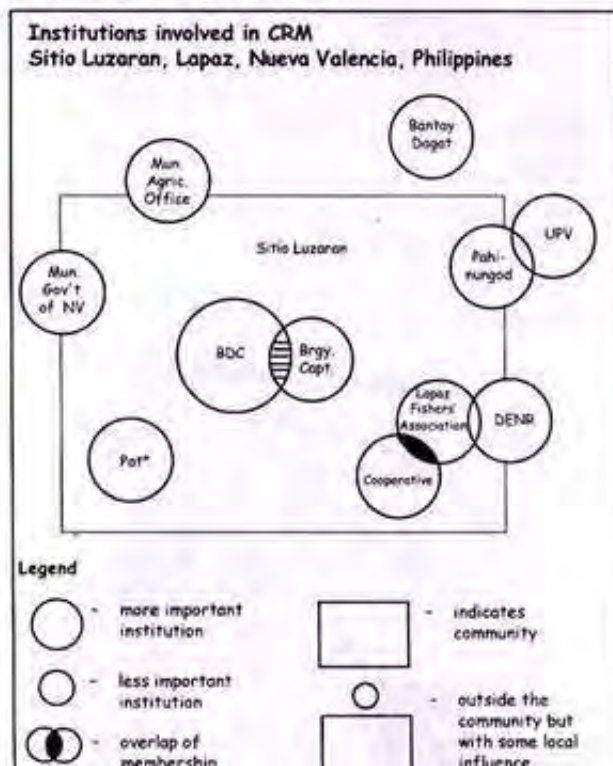 Institutions involved in CRM
Sitio Luzaran, Lapaz, Nueva Valencia, Philippines
Bantay
Dagat
Mun.
Agric.
Office
Sitio Luzaran
UPV
Pahi-
nungod
Mun.
Gov't
of NV
BDC
Brgy.
Capt.
Lapaz
Fishers'
Association
DENR
Cooperative
Pot*
Legend
- more important
institution
- indicates
community
- less important
institution
- outside the
community but
with some local
influence
- overlap of
membership